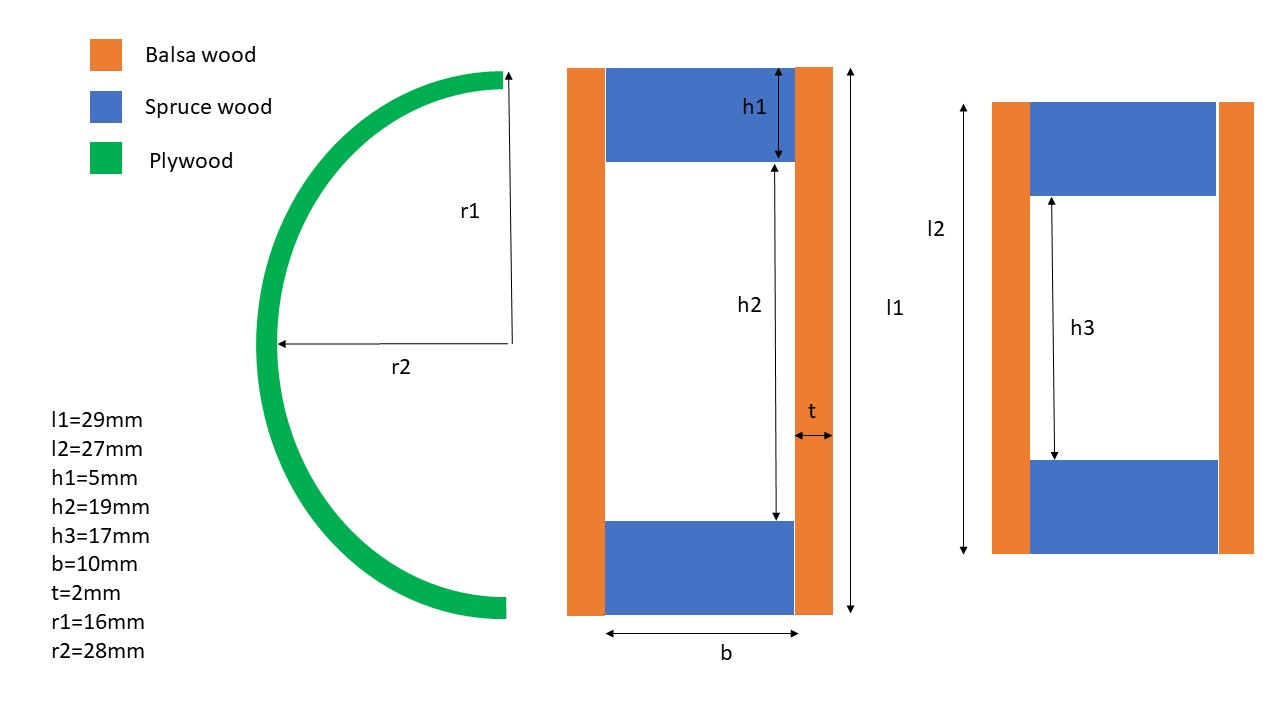 Balsa wood
Spruce wood
Plywood
r1
r2
h1
h2
t
l1
b
l2
h3
l1=29mm
l2=27mm
h1=5mm
h2=19mm
h3=17mm
b=10mm
t=2mm
r1=16mm
r2=28mm